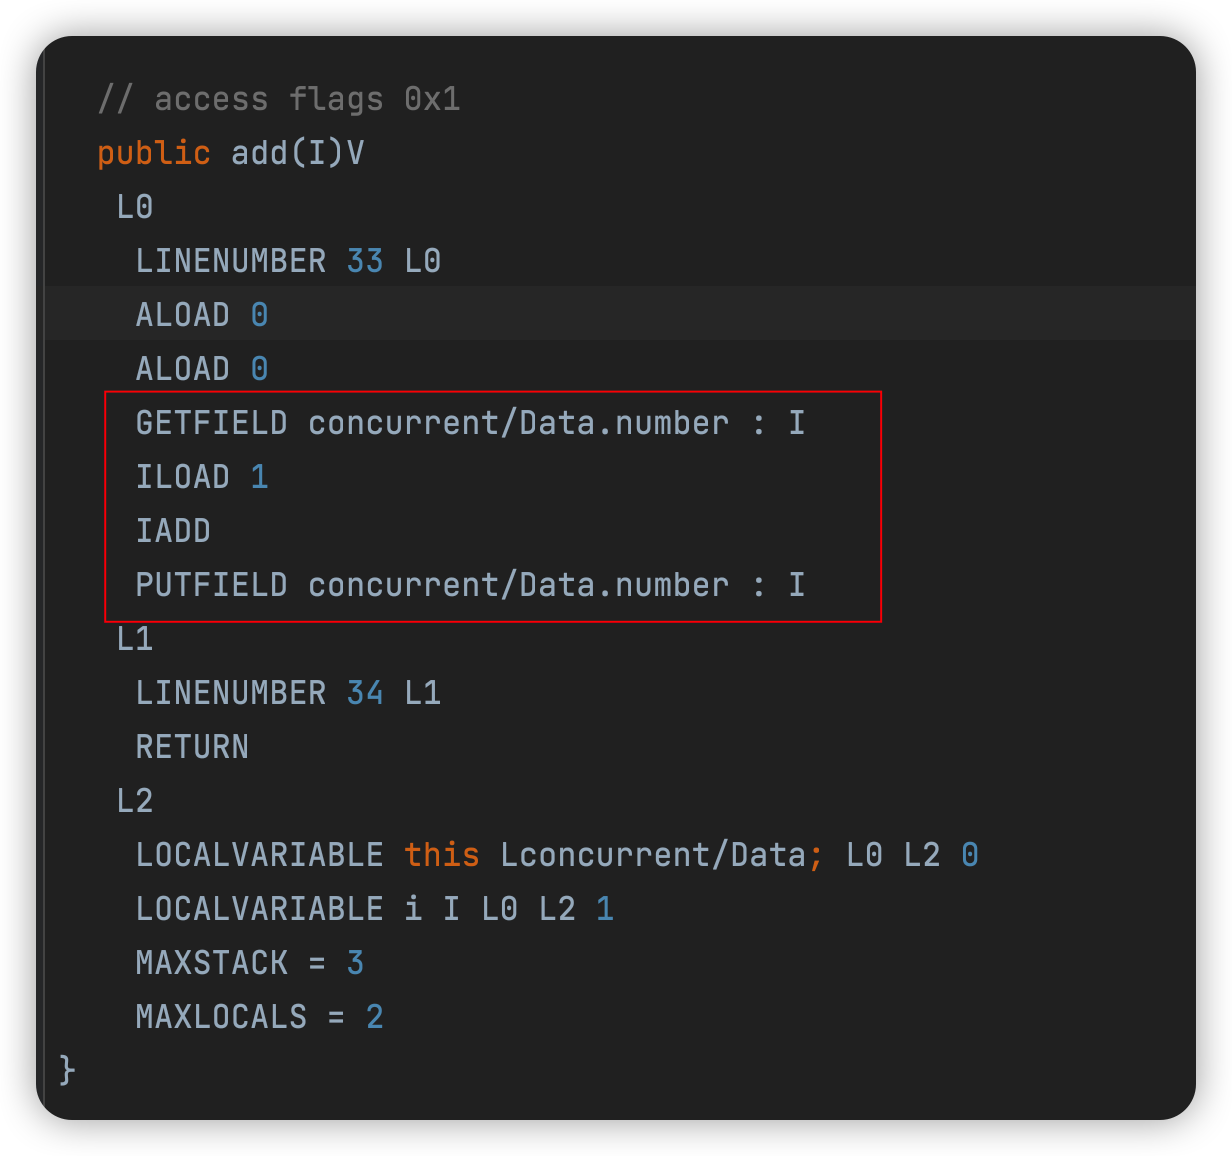 // access flags 0x1
public add(I)V
L0
LINENUMBER 33 L0
ALOAD 0
ALOAD 0
GETFIELD concurrent/Data.number : I
ILOAD 1
IADD
PUTFIELD concurrent/Data.number : I
L1
LINENUMBER 34 L1
RETURN
L2
LOCALVARIABLE this Lconcurrent/Data; L0 L2 0
LOCALVARIABLE i I L0 L2 1
MAXSTACK = 3
MAXLOCALS = 2
}